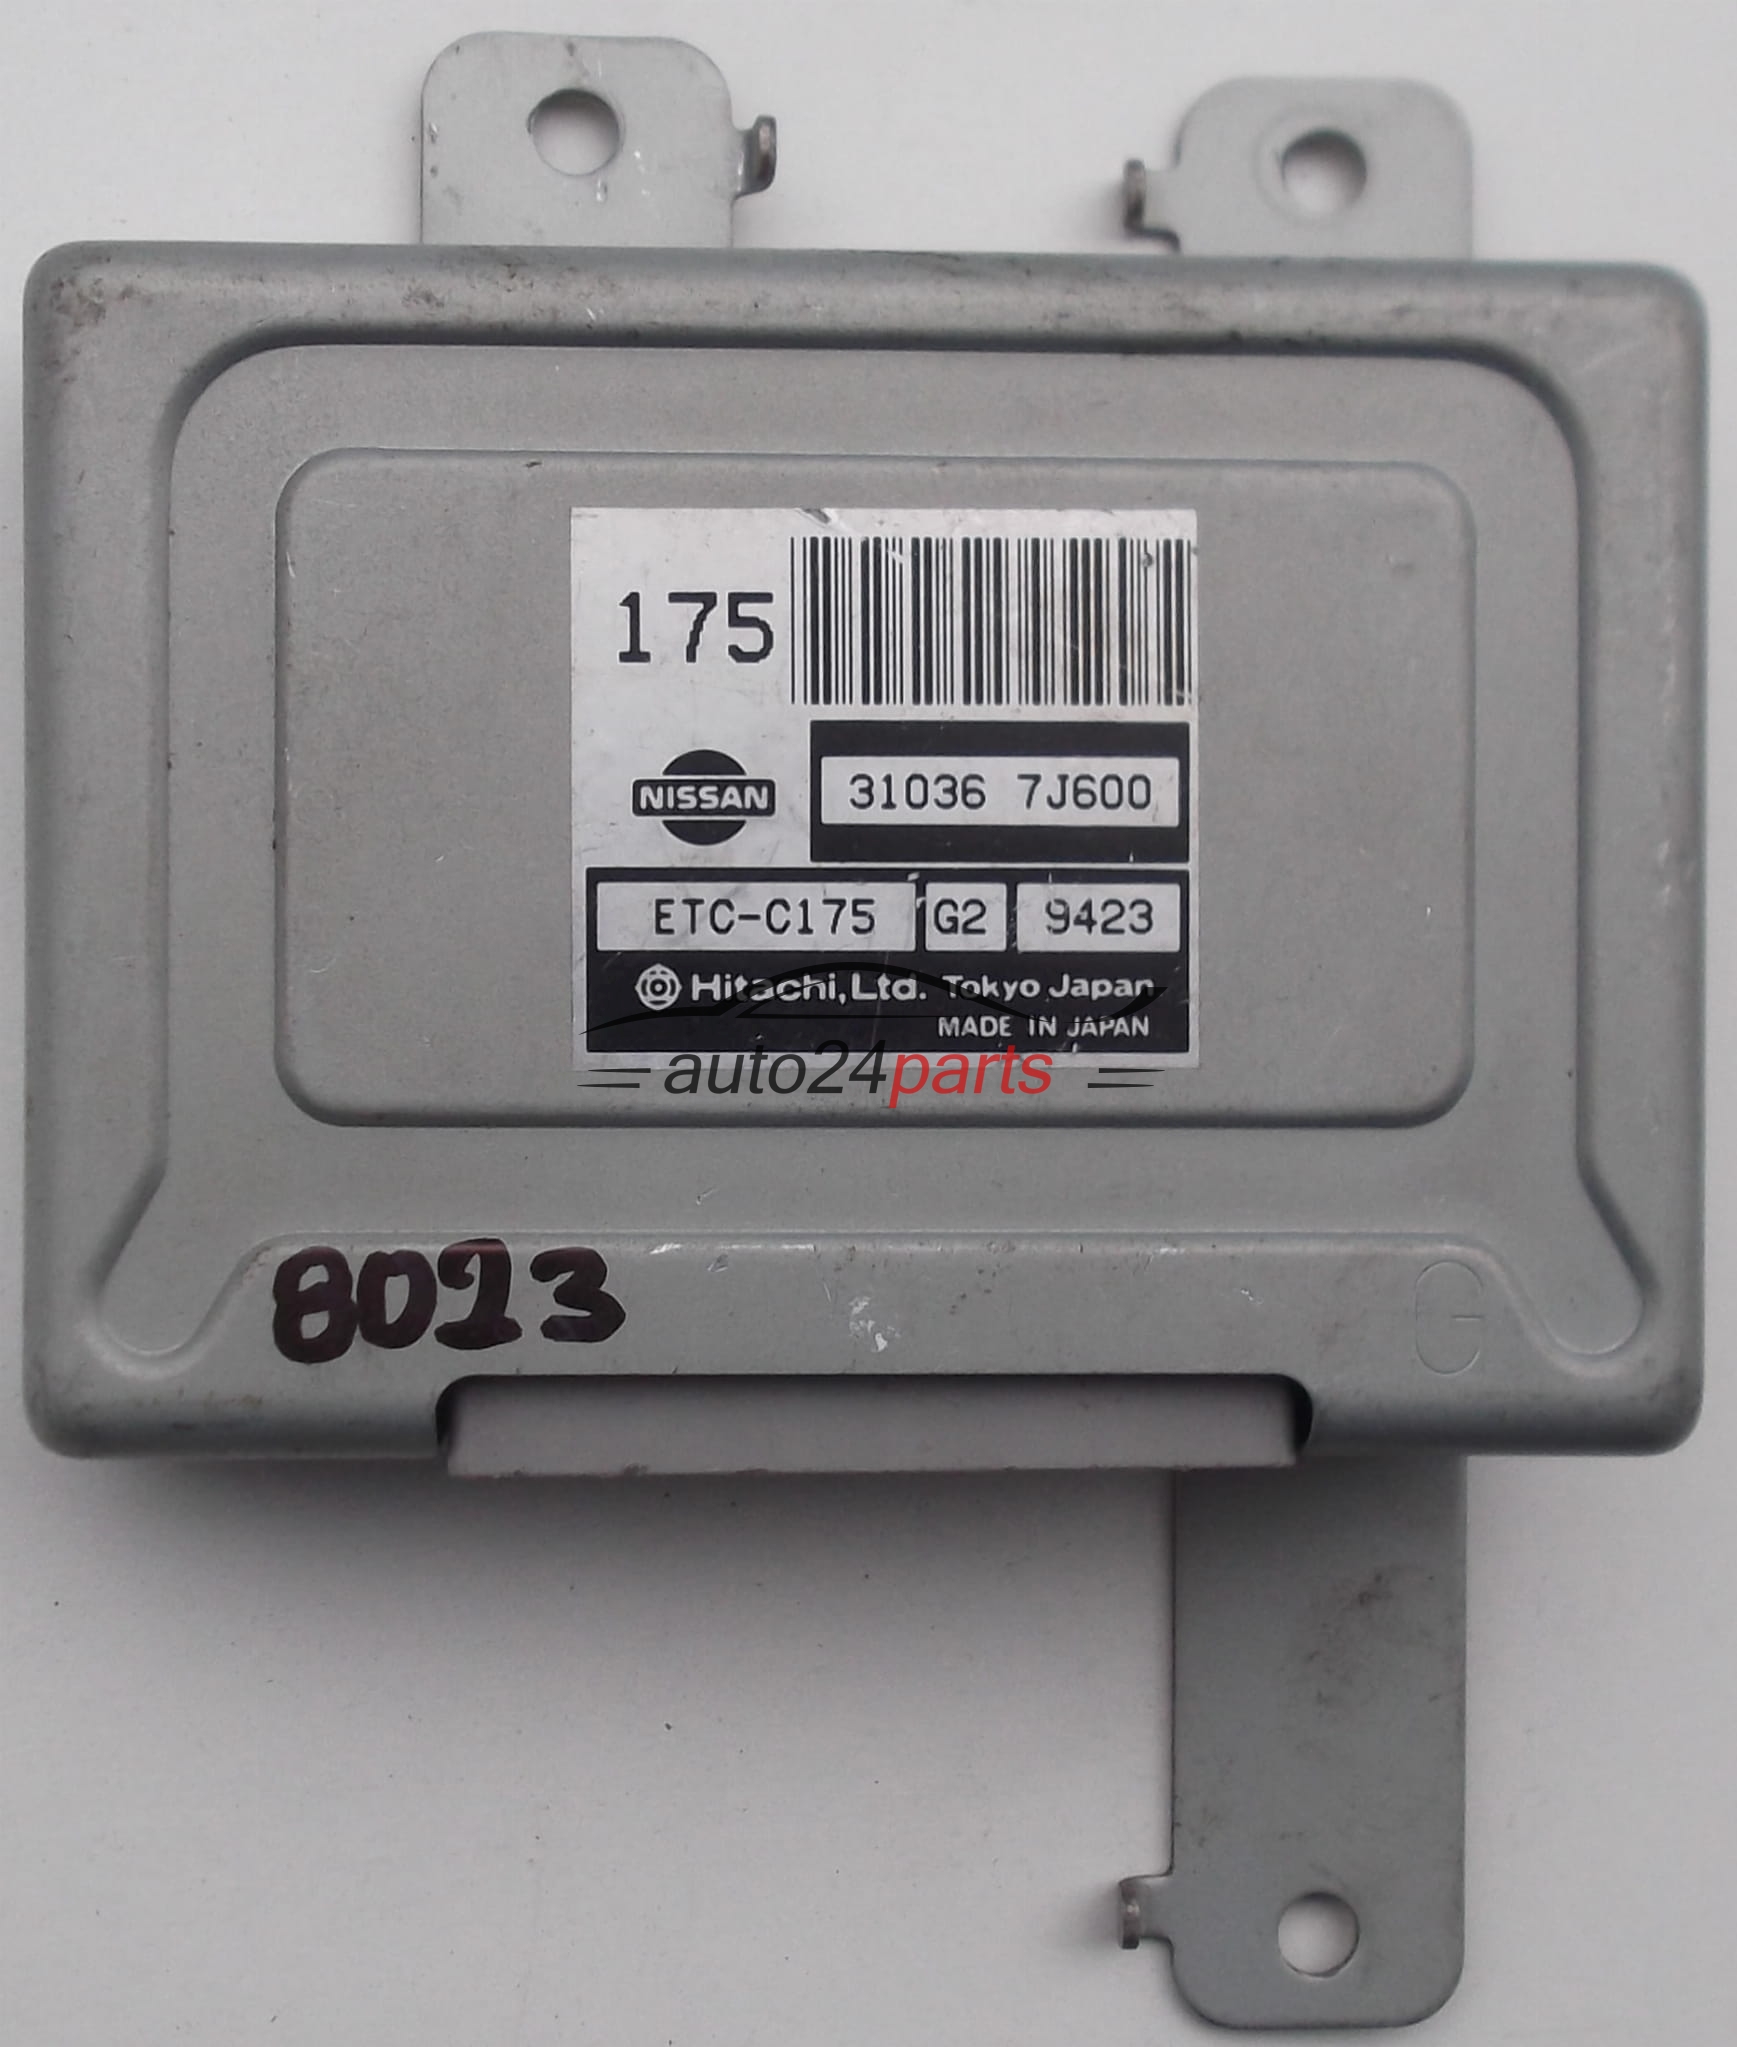 175
NISSAN
31036 7J600
ETC-C175 G2 9423
Hitachi, Ltd. Tokyo Japan
MADE IN JAPAN
auto24parts
8023
G